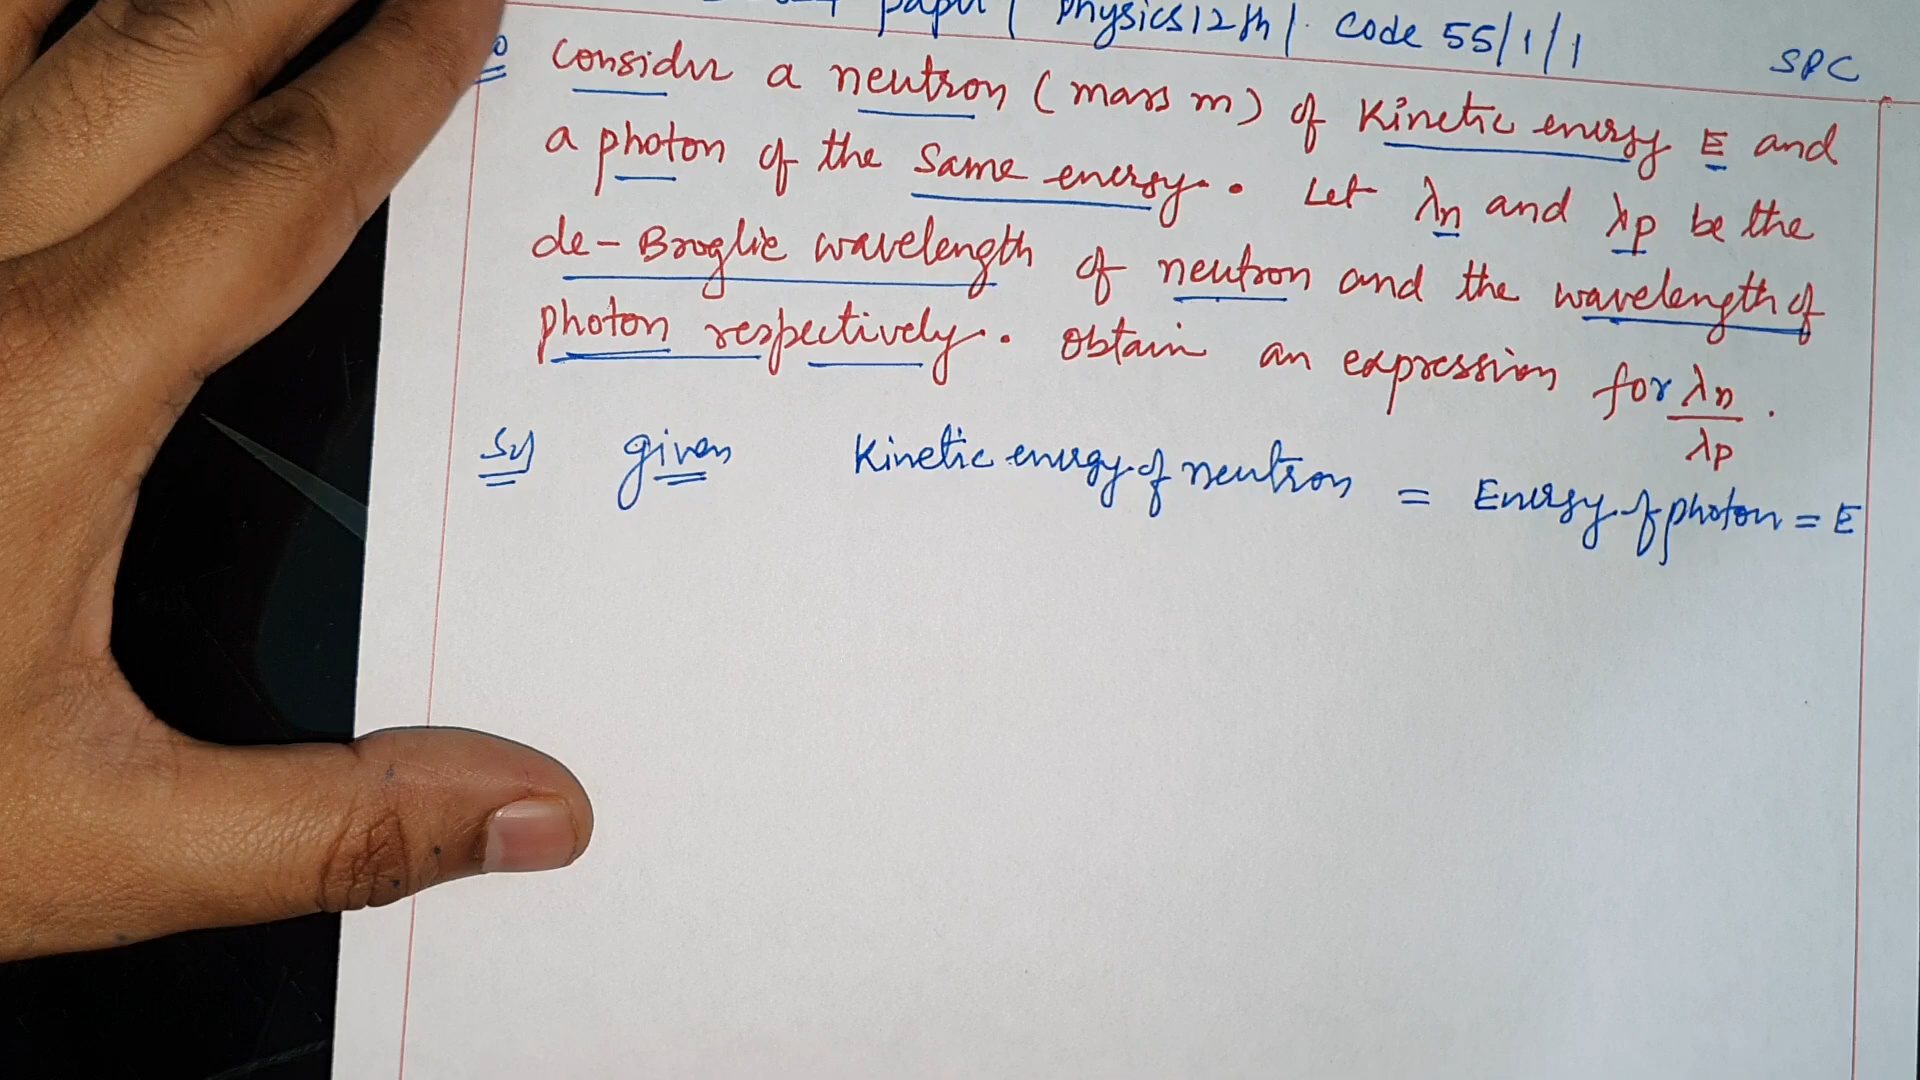 paper | Physics 12th | Code 55/1/1
SPC
Consider a neutron (mass m) of Kinetic energy E and
a photon of the same energy. Let λn and λp be the
de-Broglie wavelength of neutron and the wavelength of
photon respectively. Obtain an expression for λn/λp.
Sol given Kinetic energy of neutron = Energy of photon = E